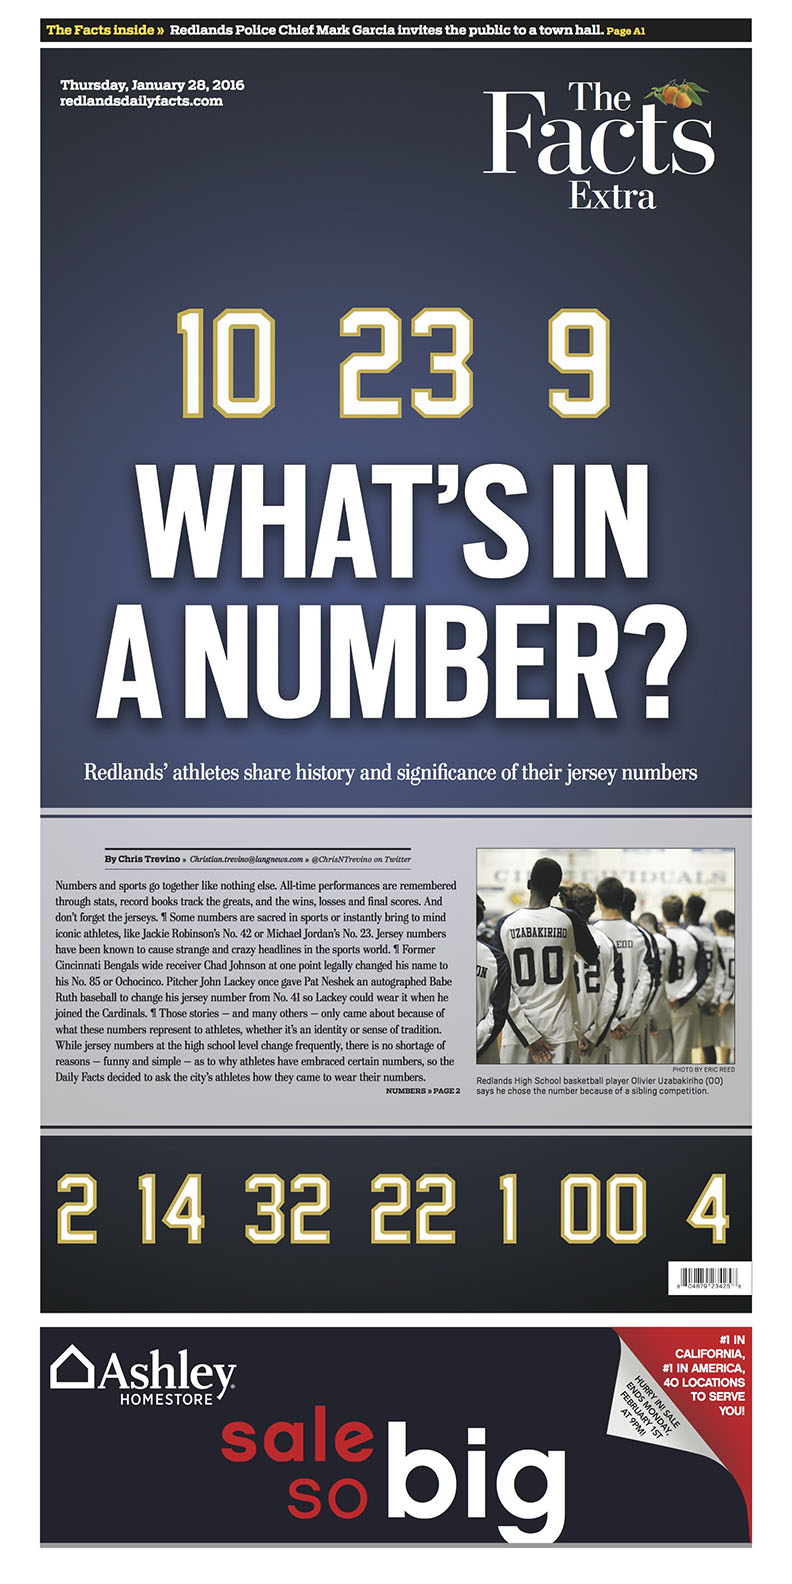 The Facts inside » Redlands Police Chief Mark Garcia invites the public to a town hall. Page A1
Thursday, January 28, 2016
redlandsdailyfacts.com
The
Facts
Extra
10 23 9
WHAT'S IN
A NUMBER?
Redlands' athletes share history and significance of their jersey numbers
By Chris Trevino » Christian.trevino@langnews.com » @ChrisNTrevino on Twitter
Numbers and sports go together like nothing else. All-time performances are remembered
through stats, record books track the greats, and the wins, losses and final scores. And
don't forget the jerseys. ¶ Some numbers are sacred in sports or instantly bring to mind
iconic athletes, like Jackie Robinson's No. 42 or Michael Jordan's No. 23. Jersey numbers
have been known to cause strange and crazy headlines in the sports world. ¶ Former
Cincinnati Bengals wide receiver Chad Johnson at one point legally changed his name to
his No. 85 or Ochocinco. Pitcher John Lackey once gave Pat Neshek an autographed Babe
Ruth baseball to change his jersey number from No. 41 so Lackey could wear it when he
joined the Cardinals. ¶ Those stories — and many others — only came about because of
what these numbers represent to athletes, whether it's an identity or sense of tradition.
While jersey numbers at the high school level change frequently, there is no shortage of
reasons — funny and simple — as to why athletes have embraced certain numbers, so the
Daily Facts decided to ask the city's athletes how they came to wear their numbers.
NUMBERS » PAGE 2
UZABAKIRIHO
00
12
EOD
ON
PHOTO BY ERIC REED
Redlands High School basketball player Olivier Uzabakiriho (00)
says he chose the number because of a sibling competition.
2 14 32 22 1 00 4
8 04879 23425 8
Ashley
HOMESTORE
sale
so big
#1 IN
CALIFORNIA,
#1 IN AMERICA,
40 LOCATIONS
TO SERVE
YOU!
HURRY IN! SALE
ENDS MONDAY,
FEBRUARY 1ST
AT 9PM!